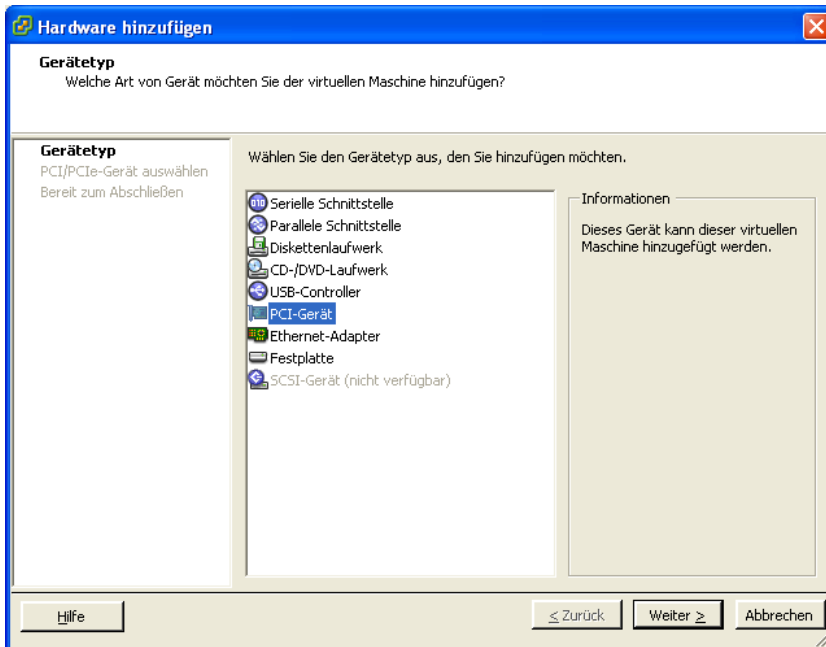 Hardware hinzufügen
Gerätetyp
Welche Art von Gerät möchten Sie der virtuellen Maschine hinzufügen?
Gerätetyp
PCI/PCIe-Gerät auswählen
Bereit zum Abschließen
Wählen Sie den Gerätetyp aus, den Sie hinzufügen möchten.
Serielle Schnittstelle
Parallele Schnittstelle
Diskettenlaufwerk
CD-/DVD-Laufwerk
USB-Controller
PCI-Gerät
Ethernet-Adapter
Festplatte
SCSI-Gerät (nicht verfügbar)
Informationen
Dieses Gerät kann dieser virtuellen
Maschine hinzugefügt werden.
Hilfe
< Zurück
Weiter >
Abbrechen